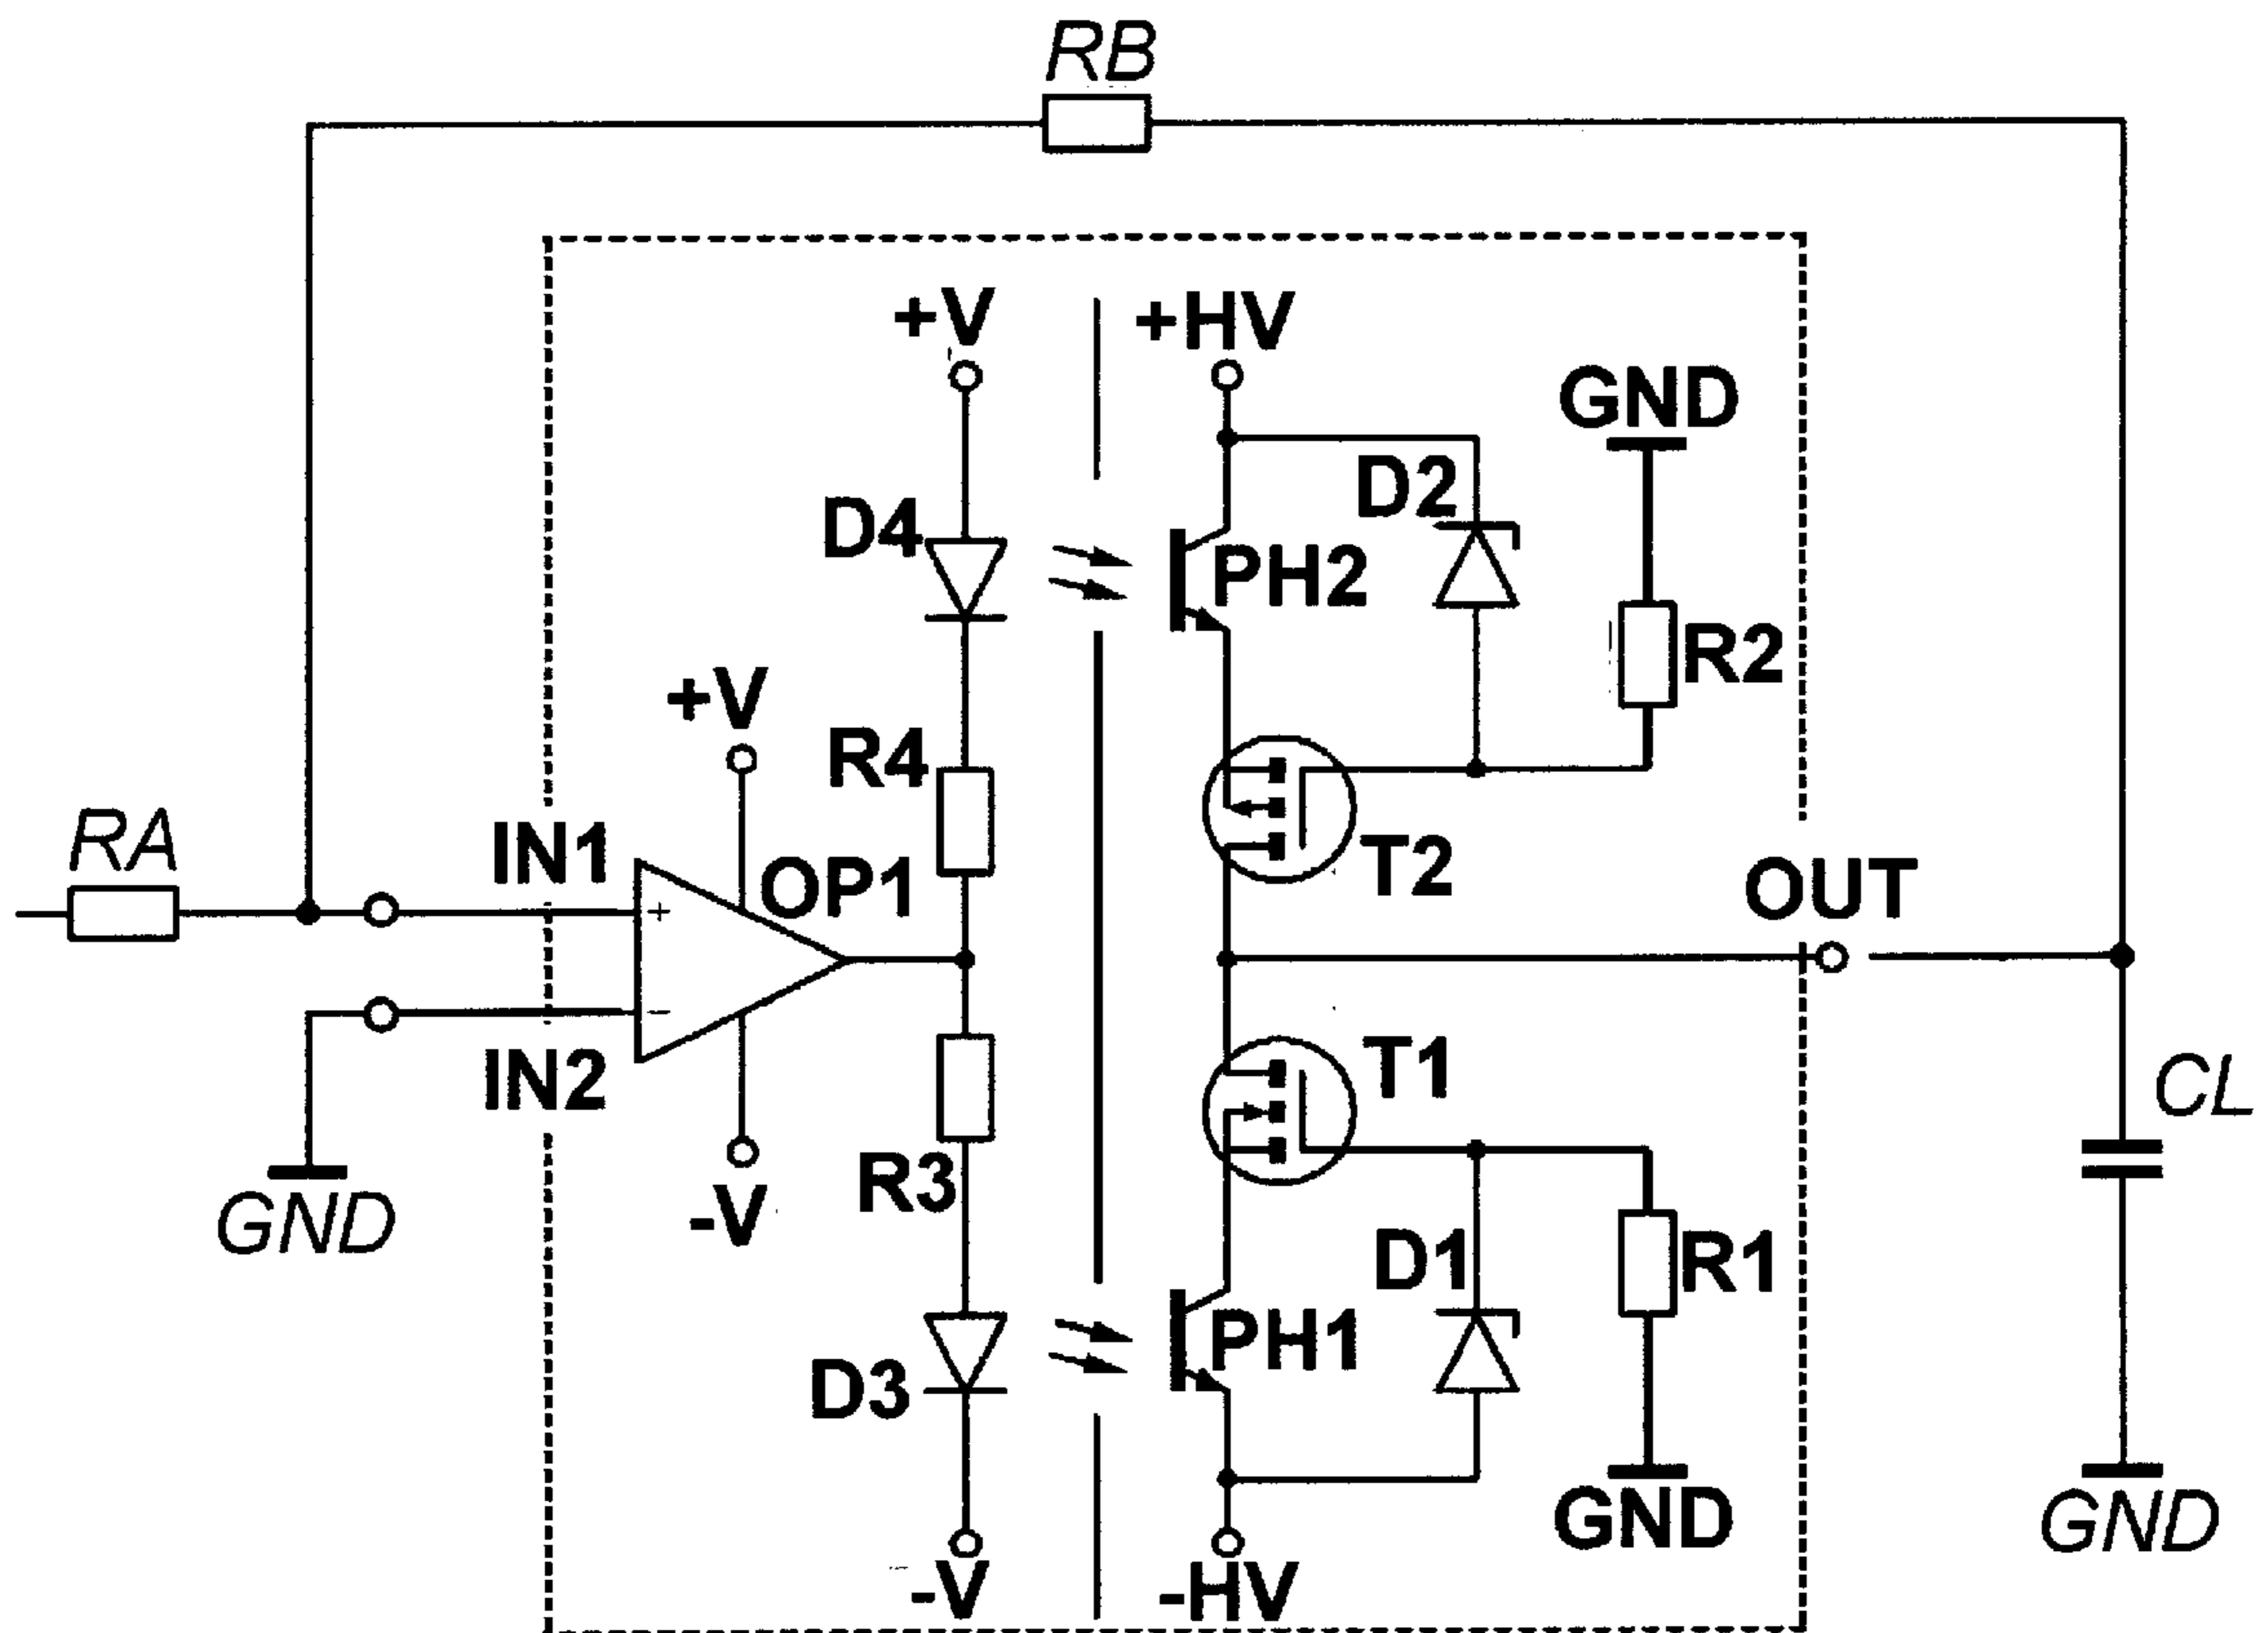 RB
+V
+HV
GND
D2
D4
PH2
R2
+V
R4
RA
IN1
OP1
T2
OUT
+
-
IN2
T1
CL
R3
-V
GND
D1
R1
PH1
D3
GND
GND
-V
-HV